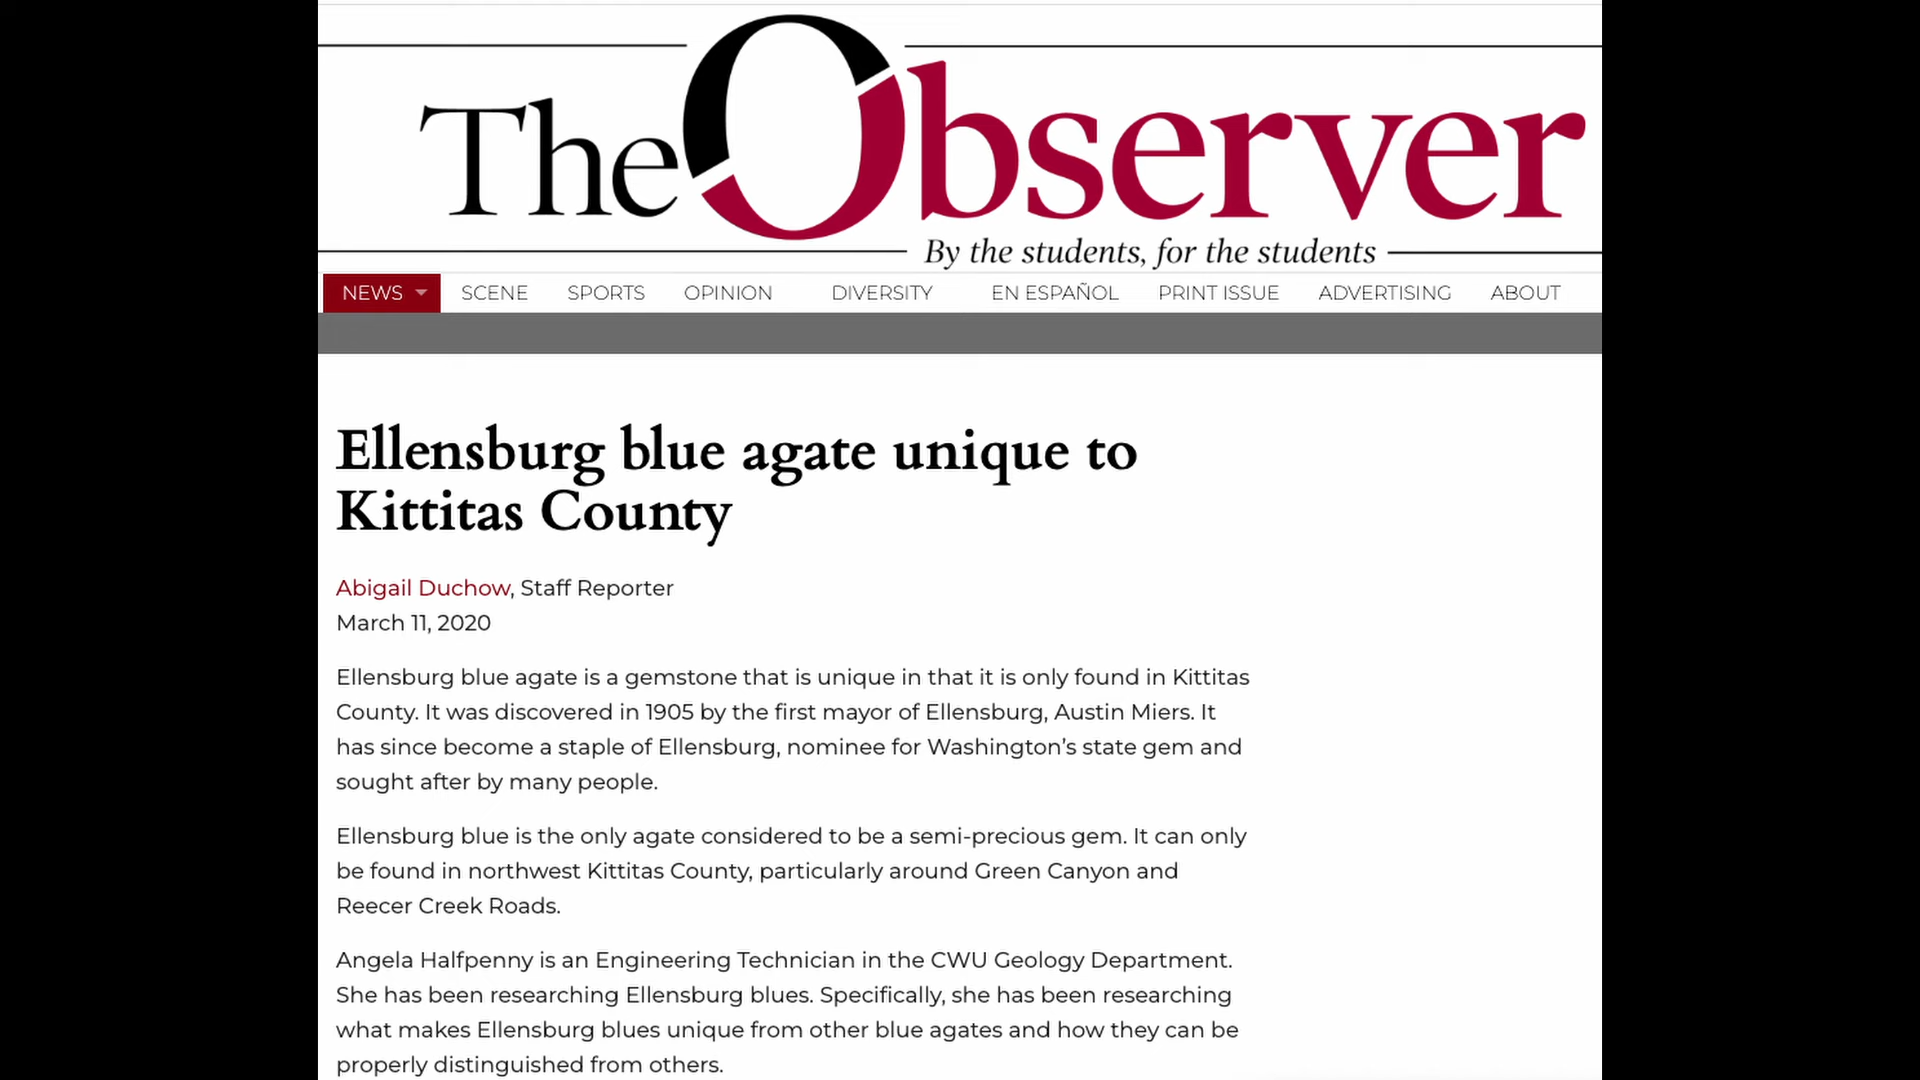 The Observer
By the students, for the students
NEWS SCENE SPORTS OPINION DIVERSITY EN ESPAÑOL PRINT ISSUE ADVERTISING ABOUT
Ellensburg blue agate unique to
Kittitas County
Abigail Duchow, Staff Reporter
March 11, 2020
Ellensburg blue agate is a gemstone that is unique in that it is only found in Kittitas
County. It was discovered in 1905 by the first mayor of Ellensburg, Austin Miers. It
has since become a staple of Ellensburg, nominee for Washington’s state gem and
sought after by many people.
Ellensburg blue is the only agate considered to be a semi-precious gem. It can only
be found in northwest Kittitas County, particularly around Green Canyon and
Reecer Creek Roads.
Angela Halfpenny is an Engineering Technician in the CWU Geology Department.
She has been researching Ellensburg blues. Specifically, she has been researching
what makes Ellensburg blues unique from other blue agates and how they can be
properly distinguished from others.